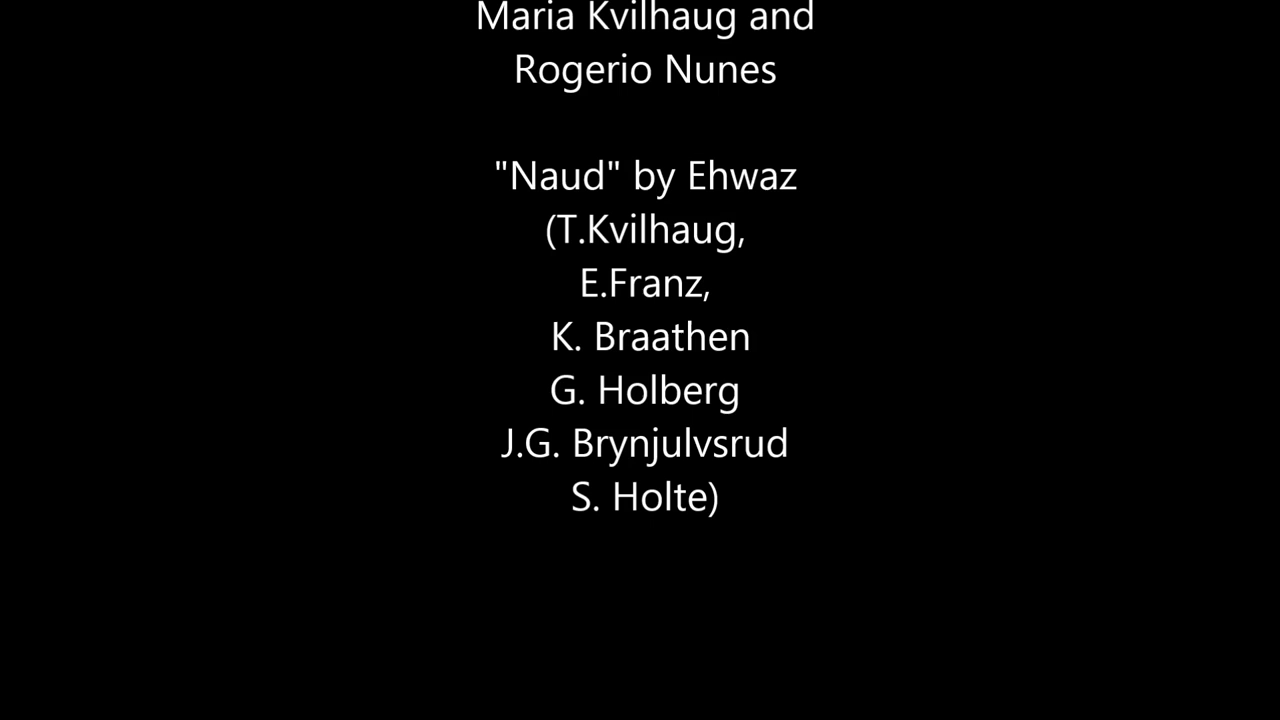 Maria Kvilhaug and
Rogerio Nunes
"Naud" by Ehwaz
(T.Kvilhaug,
E.Franz,
K. Braathen
G. Holberg
J.G. Brynjulvsrud
S. Holte)